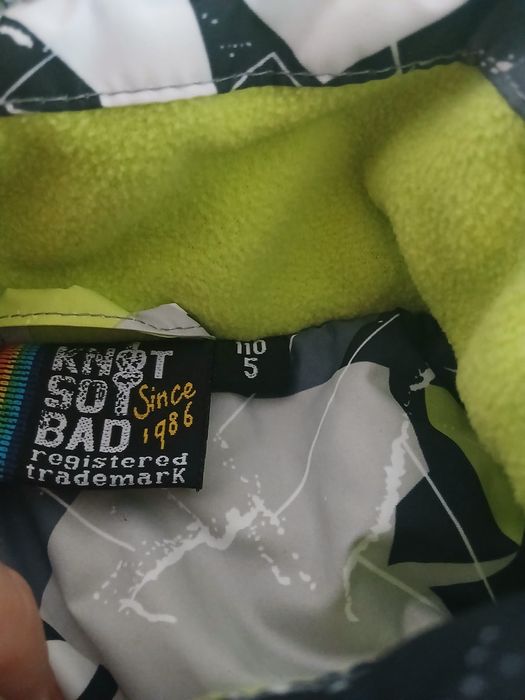 KNOT
SO
BAD
Since
1986
registered
trademark
110
5